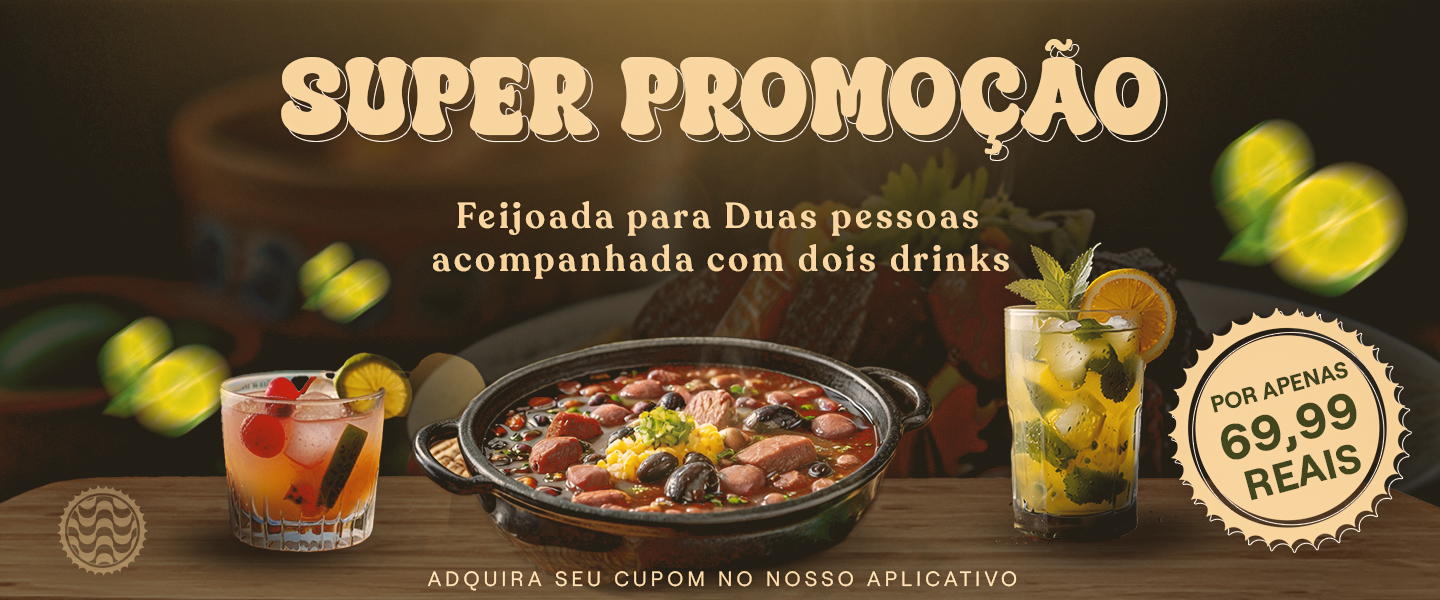 SUPER PROMOÇÃO
Feijoada para Duas pessoas
acompanhada com dois drinks
POR APENAS
69,99
REAIS
ADQUIRA SEU CUPOM NO NOSSO APLICATIVO